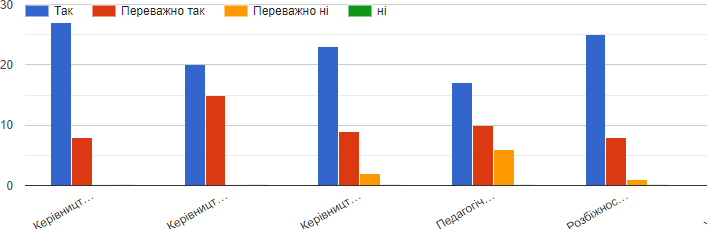 30
Так
Переважно так
Переважно ні
ні
20
10
0
Керівницт...
Керівницт...
Керівницт...
Педагогіч...
Розбіжнос...